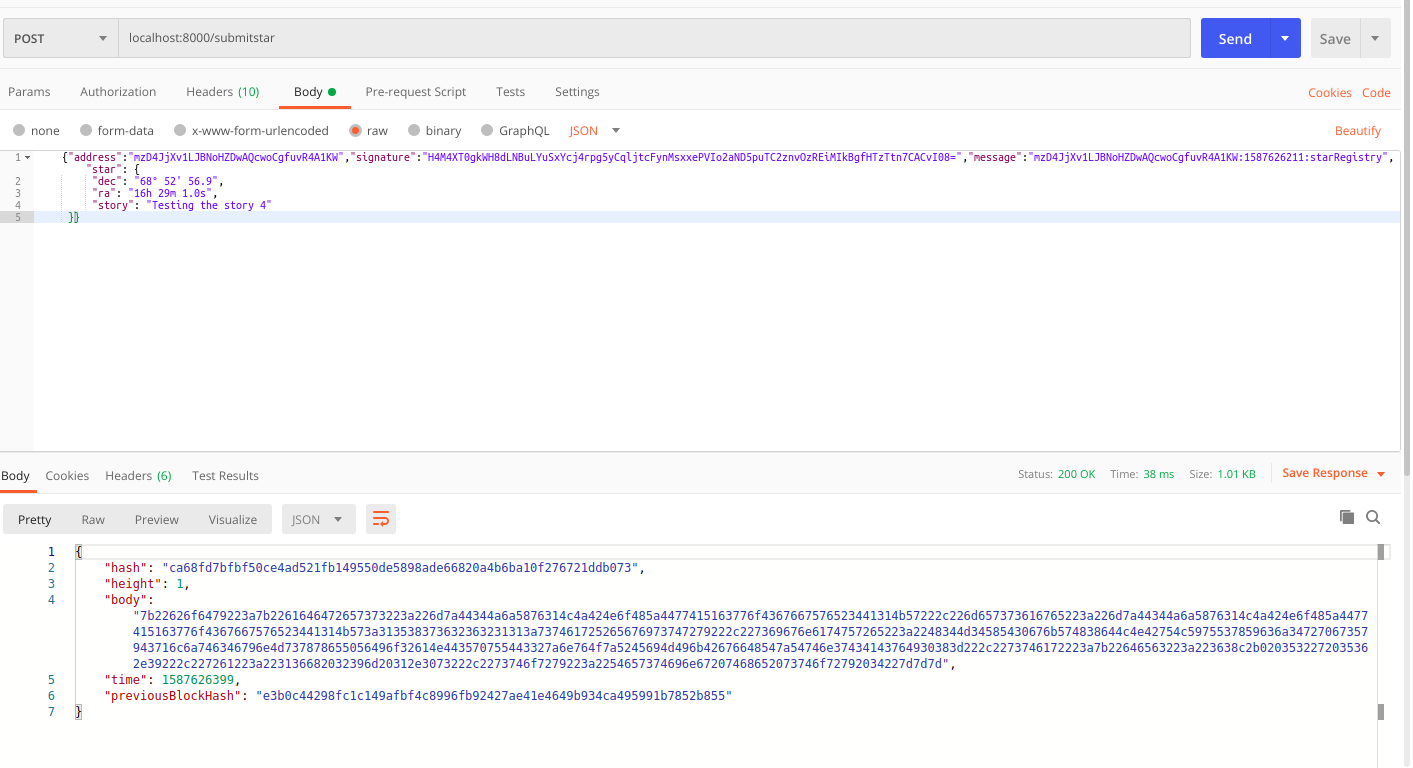 POST localhost:8000/submitstar Send Save
Params Authorization Headers (10) Body Pre-request Script Tests Settings Cookies Code
none form-data x-www-form-urlencoded raw binary GraphQL JSON Beautify
1 {"address":"mzD4JjXv1LJBNoHZDwAQcwoCgfuvR4A1KW","signature":"H4M4XT0gkWH8dLNBuLYuSxYcj4rpg5yCqljtcFynMsxxePVIo2aND5puTC2znvOzREiMIkBgfHTzTtn7CACvI08=","message":"mzD4JjXv1LJBNoHZDwAQcwoCgfuvR4A1KW:1587626211:starRegistry",
"star": {
2 "dec": "68° 52' 56.9",
3 "ra": "16h 29m 1.0s",
4 "story": "Testing the story 4"
5 }}
Body Cookies Headers (6) Test Results Status: 200 OK Time: 38 ms Size: 1.01 KB Save Response
Pretty Raw Preview Visualize JSON
1 {
2 "hash": "ca68fd7bfbf50ce4ad521fb149550de5898ade66820a4b6ba10f276721ddb073",
3 "height": 1,
4 "body":
"7b22626f6479223a7b2261646472657373223a226d7a44344a6a5876314c4a424e6f485a4477415163776f4367667576523441314b57222c226d657373616765223a226d7a44344a6a5876314c4a424e6f485a4477
415163776f4367667576523441314b573a313538373632363231313a7374617252656769737472​79222c227369676e6174757265223a2248344d34585430676b574838644c4e42754c5975537859636a34727067357
943716c6a746346796e4d737878655056496f32614e443570755443327a6e764f7a5245694d496b42676648547a54746e37434143764930383d222c2273746172223a7b22646563223a223638c2b020353227203536
2e39222c227261223a223136682032396d20312e3073222c2273746f7279223a2254657374696e67207468652073746f72792034227d7d7d",
5 "time": 1587626399,
6 "previousBlockHash": "e3b0c44298fc1c149afbf4c8996fb92427ae41e4649b934ca495991b7852b855"
7 }